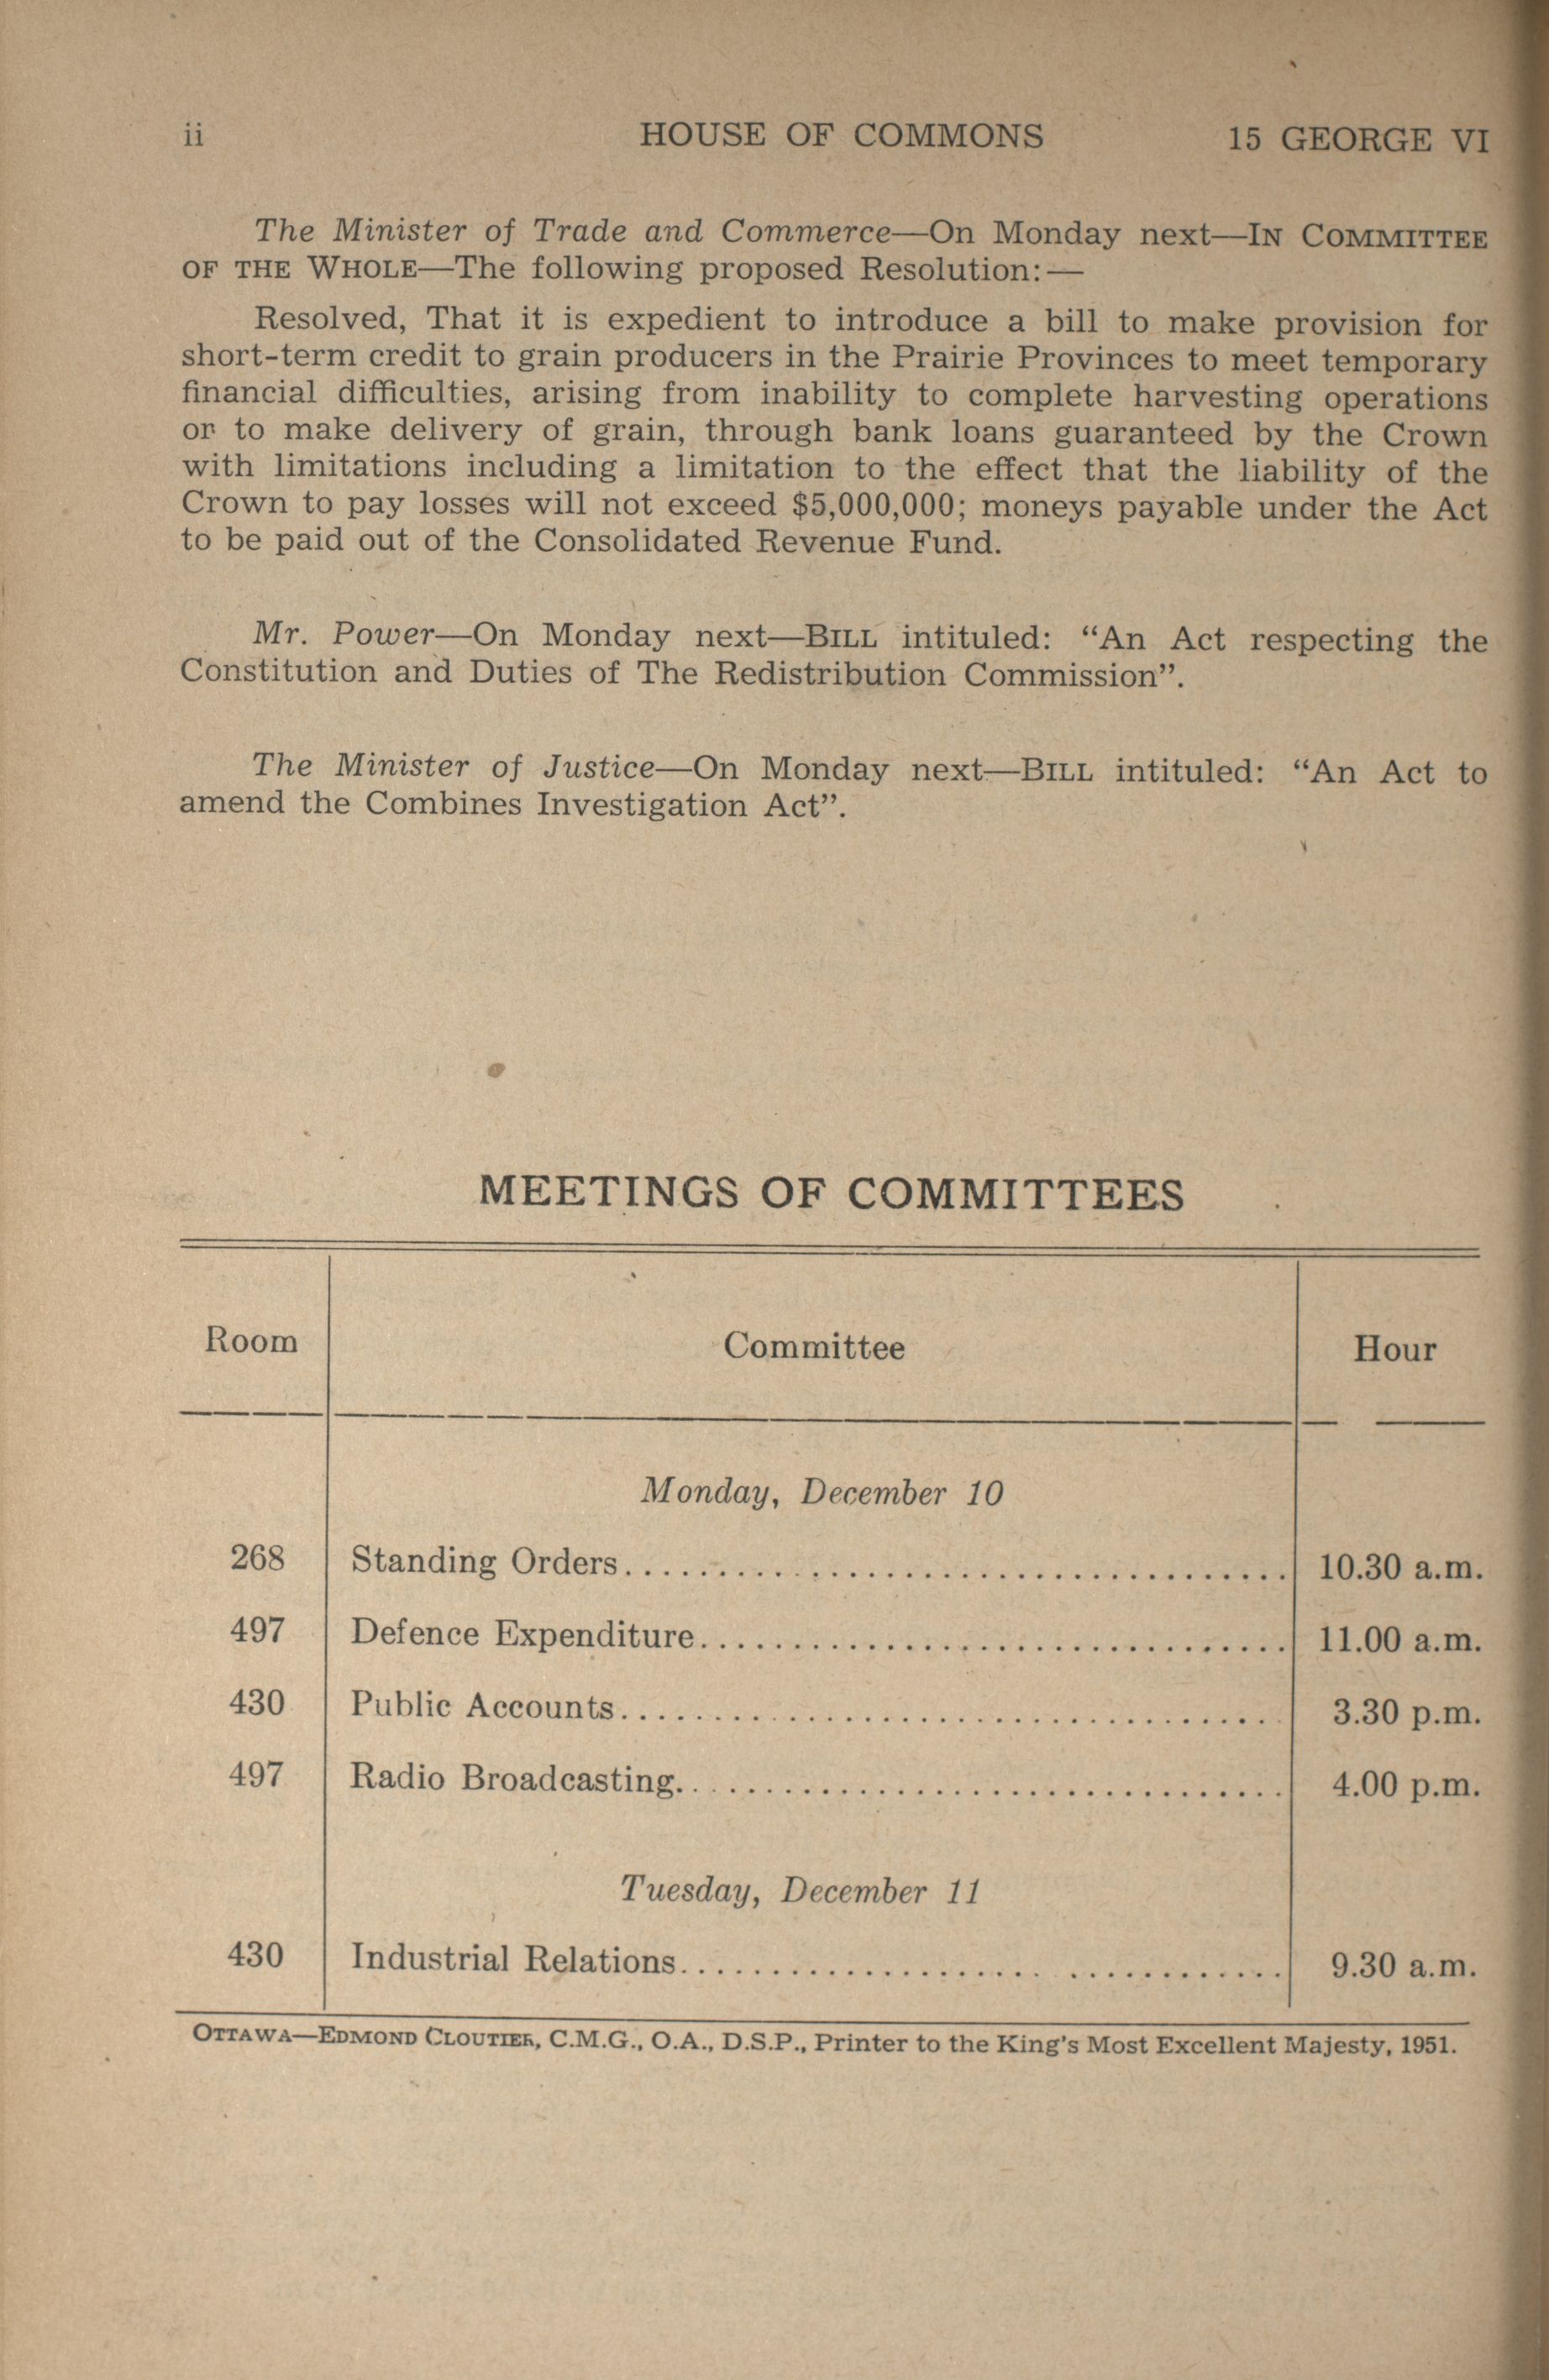 ii HOUSE OF COMMONS 15 GEORGE VI
The Minister of Trade and Commerce—On Monday next—IN COMMITTEE
OF THE WHOLE—The following proposed Resolution:—
Resolved, That it is expedient to introduce a bill to make provision for
short-term credit to grain producers in the Prairie Provinces to meet temporary
financial difficulties, arising from inability to complete harvesting operations
or to make delivery of grain, through bank loans guaranteed by the Crown
with limitations including a limitation to the effect that the liability of the
Crown to pay losses will not exceed $5,000,000; moneys payable under the Act
to be paid out of the Consolidated Revenue Fund.
Mr. Power—On Monday next—BILL intituled: “An Act respecting the
Constitution and Duties of The Redistribution Commission”.
The Minister of Justice—On Monday next—BILL intituled: “An Act to
amend the Combines Investigation Act”.
MEETINGS OF COMMITTEES
Room Committee Hour
Monday, December 10
268 Standing Orders 10.30 a.m.
497 Defence Expenditure 11.00 a.m.
430 Public Accounts 3.30 p.m.
497 Radio Broadcasting 4.00 p.m.
Tuesday, December 11
430 Industrial Relations 9.30 a.m.
OTTAWA—EDMOND CLOUTIER, C.M.G., O.A., D.S.P., Printer to the King's Most Excellent Majesty, 1951.